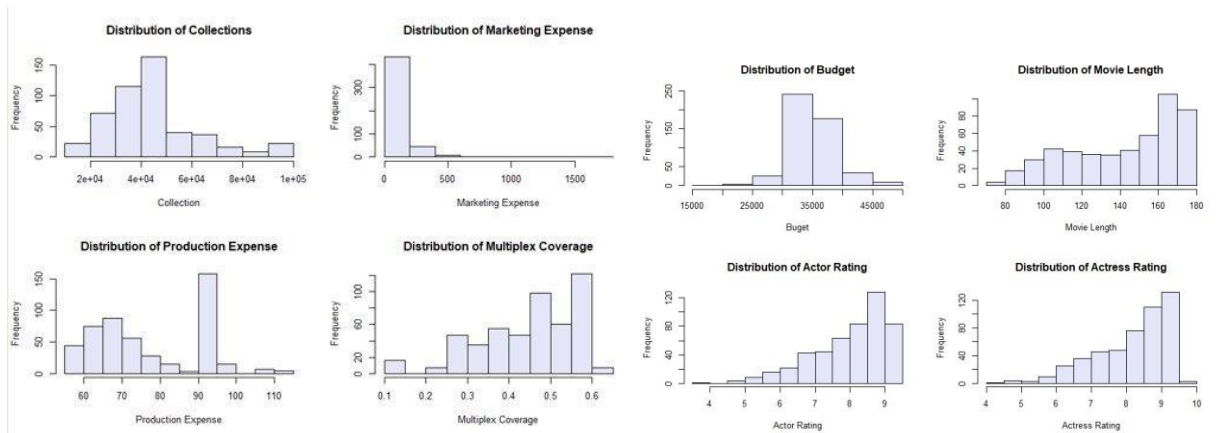 Distribution of Collections
Frequency
0 50 100 150
2e+04 4e+04 6e+04 8e+04 1e+05
Collection
Distribution of Marketing Expense
Frequency
0 100 300
0 500 1000 1500
Marketing Expense
Distribution of Budget
Frequency
0 50 150 250
15000 25000 35000 45000
Buget
Distribution of Movie Length
Frequency
0 20 40 60 80
80 100 120 140 160 180
Movie Length
Distribution of Production Expense
Frequency
0 50 100 150
60 70 80 90 100 110
Production Expense
Distribution of Multiplex Coverage
Frequency
0 20 60 100
0.1 0.2 0.3 0.4 0.5 0.6
Multiplex Coverage
Distribution of Actor Rating
Frequency
0 40 80 120
4 5 6 7 8 9
Actor Rating
Distribution of Actress Rating
Frequency
0 40 80 120
4 5 6 7 8 9 10
Actress Rating